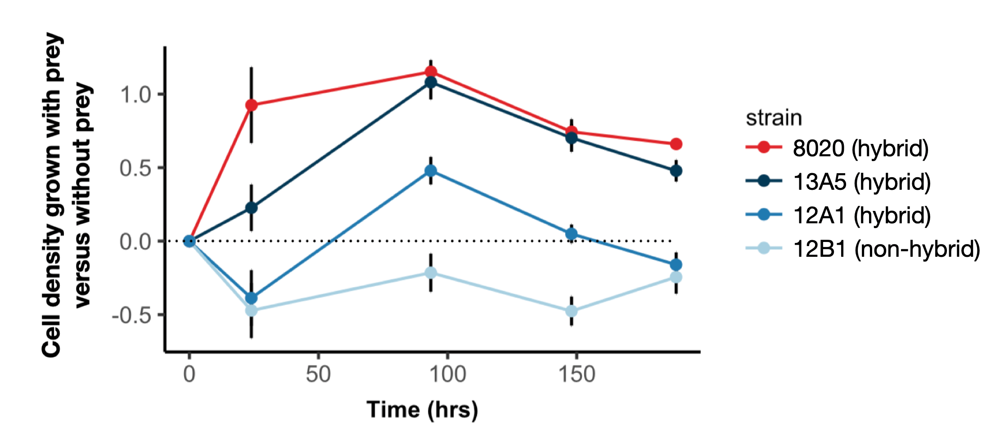 Cell density grown with prey
versus without prey
1.0
0.5
0.0
-0.5
0
50
100
150
Time (hrs)
strain
8020 (hybrid)
13A5 (hybrid)
12A1 (hybrid)
12B1 (non-hybrid)